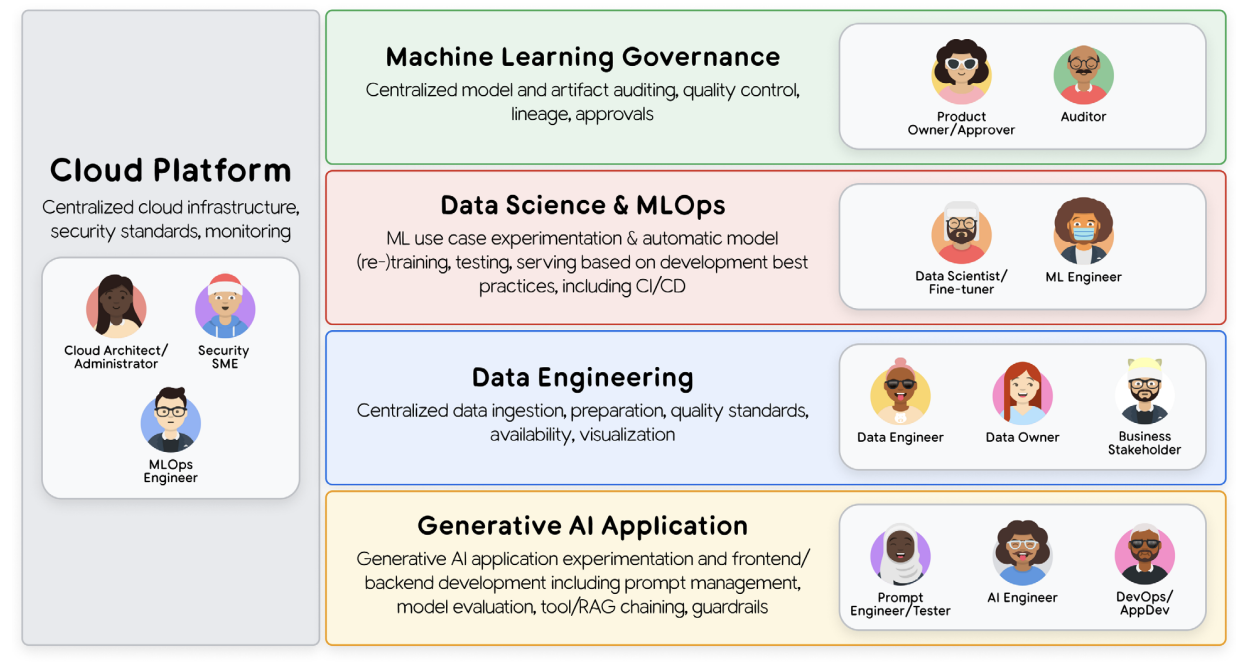 Cloud Platform
Centralized cloud infrastructure,
security standards, monitoring
Cloud Architect/
Administrator
Security
SME
MLOps
Engineer
Machine Learning Governance
Centralized model and artifact auditing, quality control,
lineage, approvals
Product
Owner/Approver
Auditor
Data Science & MLOps
ML use case experimentation & automatic model
(re-)training, testing, serving based on development best
practices, including CI/CD
Data Scientist/
Fine-tuner
ML Engineer
Data Engineering
Centralized data ingestion, preparation, quality standards,
availability, visualization
Data Engineer
Data Owner
Business
Stakeholder
Generative AI Application
Generative AI application experimentation and frontend/
backend development including prompt management,
model evaluation, tool/RAG chaining, guardrails
Prompt
Engineer/Tester
AI Engineer
DevOps/
AppDev